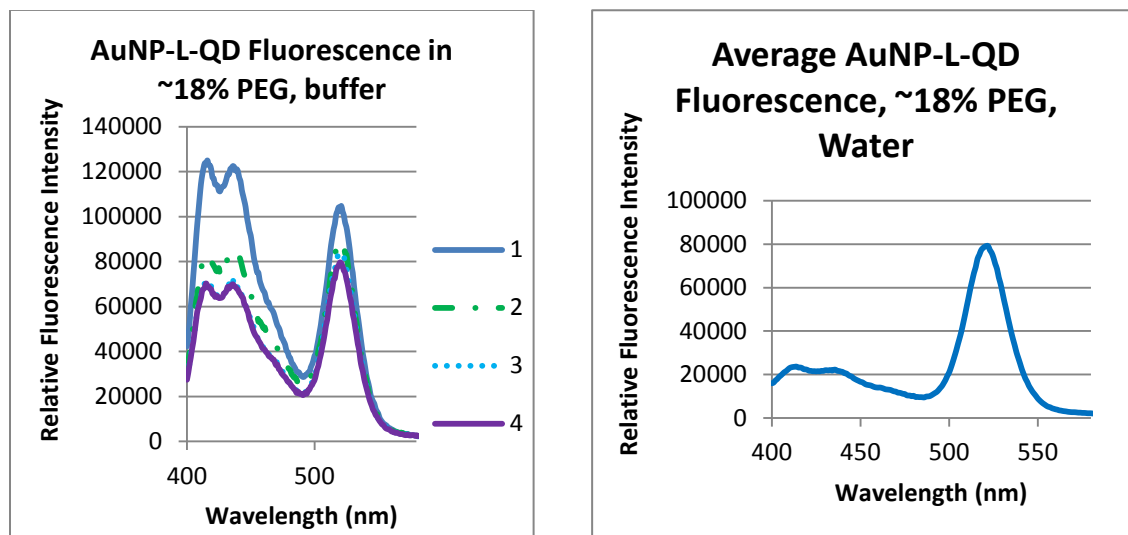 AuNP-L-QD Fluorescence in
~18% PEG, buffer
Relative Fluorescence Intensity
140000
120000
100000
80000
60000
40000
20000
0
400
500
Wavelength (nm)
1
2
3
4
Average AuNP-L-QD
Fluorescence, ~18% PEG,
Water
Relative Fluorescence Intensity
100000
80000
60000
40000
20000
0
400
450
500
550
Wavelength (nm)